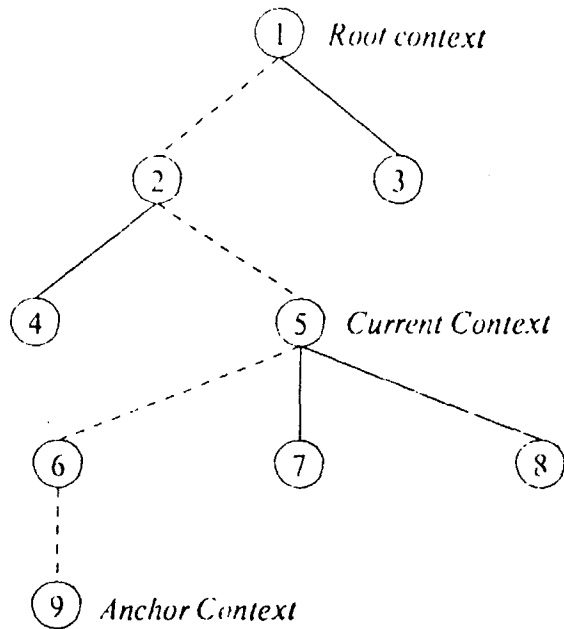 1 Root context
2 3
4 5 Current Context
6 7 8
9 Anchor Context